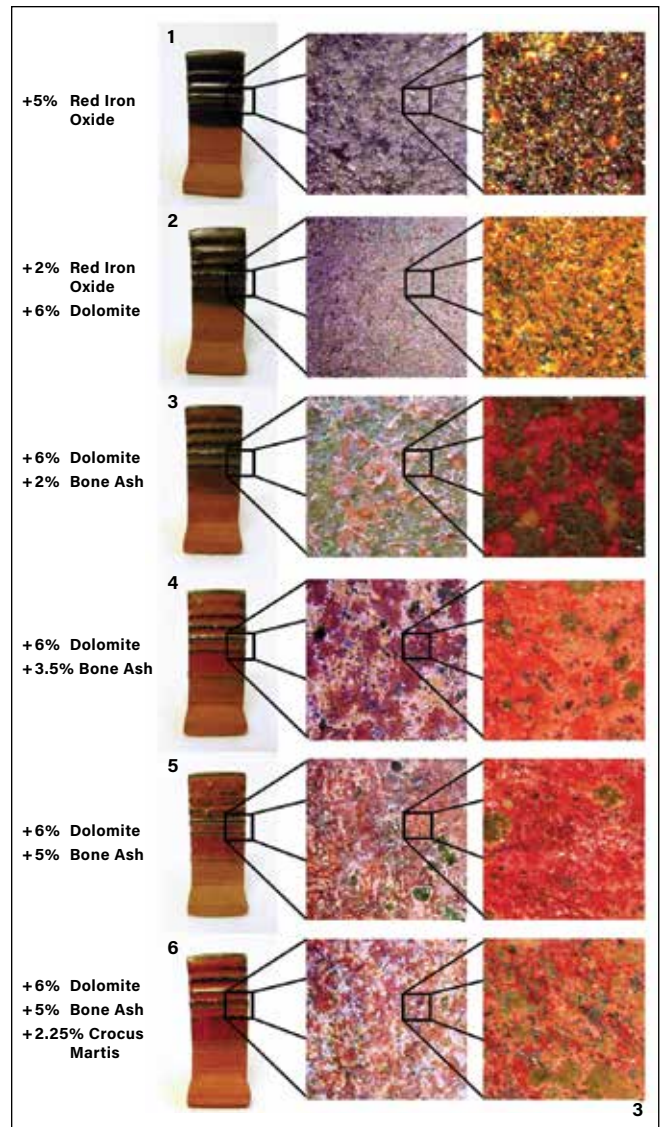 1
+5% Red Iron
Oxide
2
+2% Red Iron
Oxide
+6% Dolomite
3
+6% Dolomite
+2% Bone Ash
4
+6% Dolomite
+3.5% Bone Ash
5
+6% Dolomite
+5% Bone Ash
6
+6% Dolomite
+5% Bone Ash
+2.25% Crocus
Martis
3